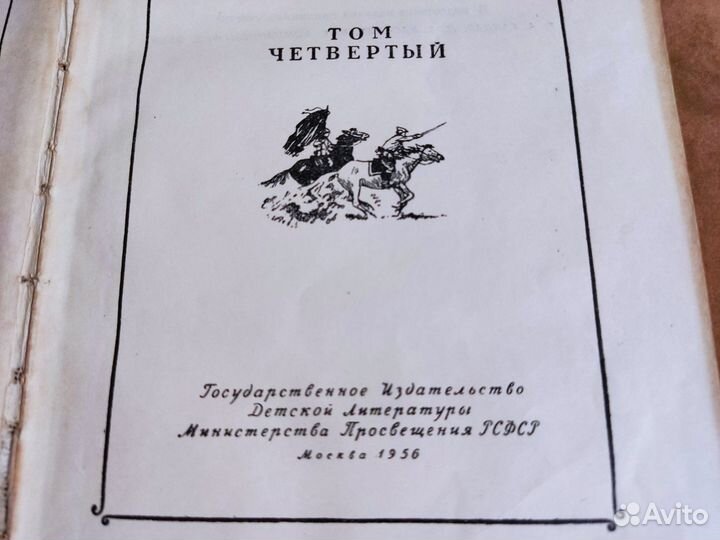 ТОМ
ЧЕТВЕРТЫЙ
Государственное Издательство
Детской Литературы
Министерства Просвещения РСФСР
Москва 1956
Avito